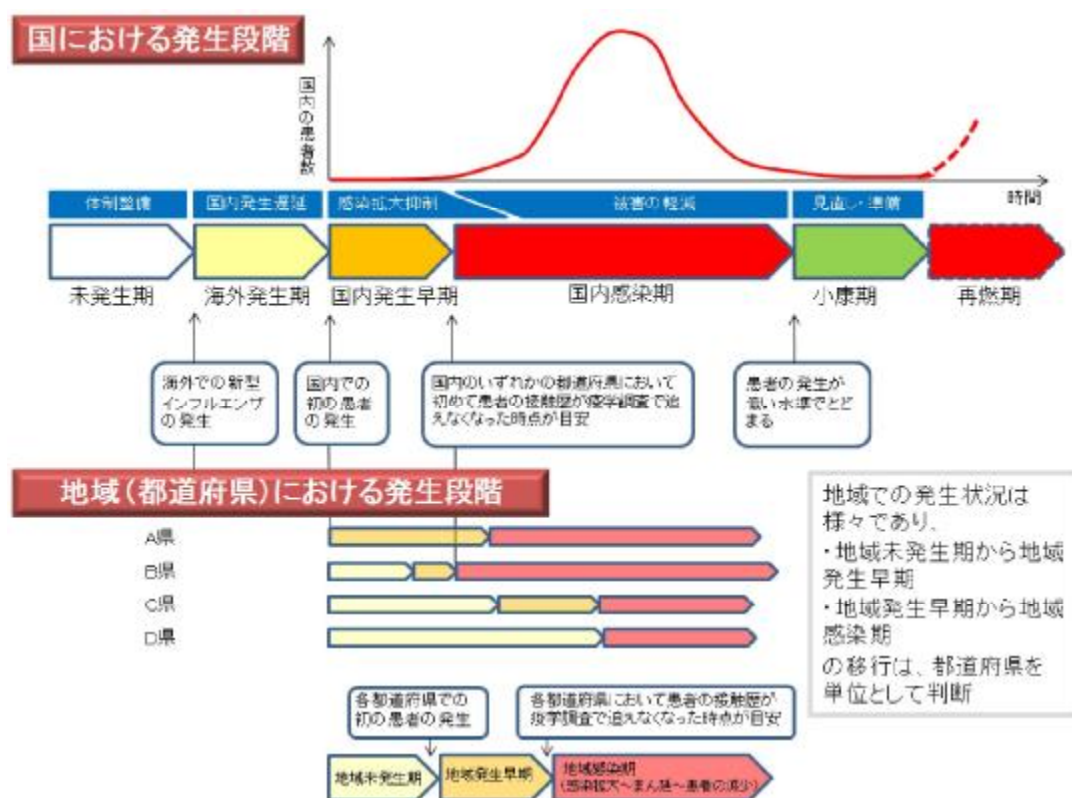 国における発生段階
国内の患者数
時間
体制整備
国内発生遅延
感染拡大抑制
被害の軽減
見直し・準備
未発生期
海外発生期
国内発生早期
国内感染期
小康期
再燃期
海外での新型
インフルエンザ
の発生
国内での
初の患者
の発生
国内のいずれかの都道府県において
初めて患者の接触歴が疫学調査で追
えなくなった時点が目安
患者の発生が
低い水準でとど
まる
地域(都道府県)における発生段階
A県
B県
C県
D県
地域での発生状況は
様々であり、
・地域未発生期から地域
発生早期
・地域発生早期から地域
感染期
の移行は、都道府県を
単位として判断
各都道府県での
初の患者の発生
各都道府県において患者の接触歴が
疫学調査で追えなくなった時点が目安
地域未発生期
地域発生早期
地域感染期
(感染拡大~まん延~患者の減少)